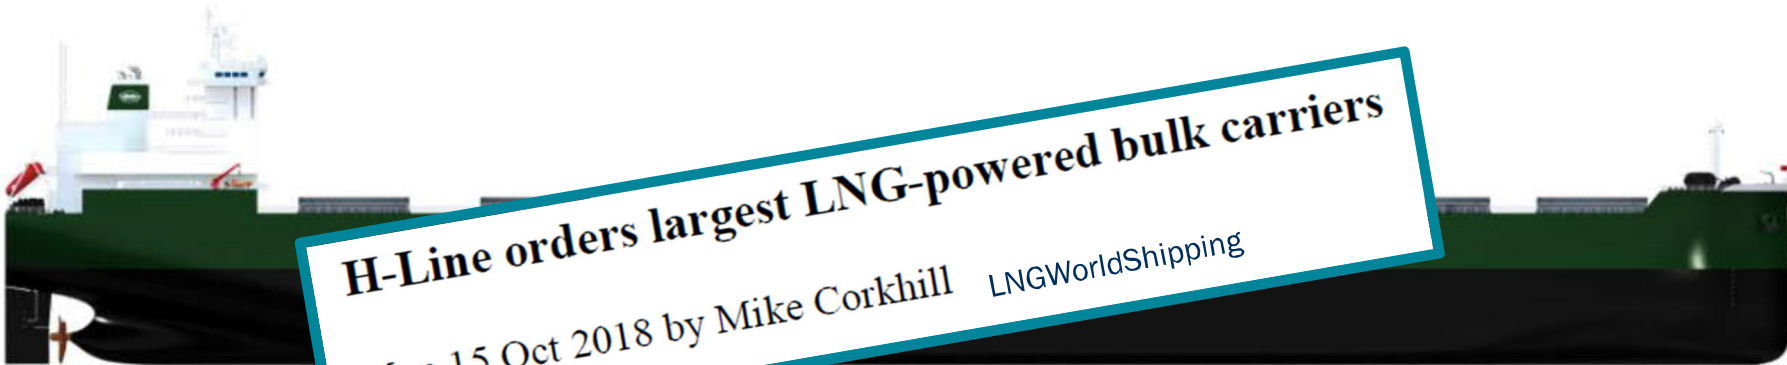 H-Line orders largest LNG-powered bulk carriers
15 Oct 2018 by Mike Corkhill LNGWorldShipping